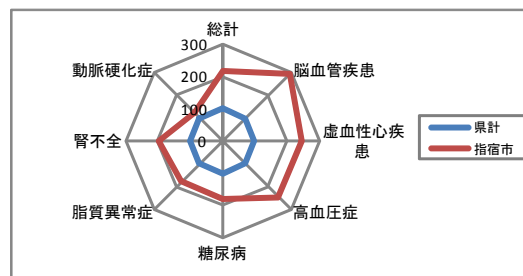 総計
300
200
100
0
脳血管疾患
虚血性心疾
患
高血圧症
糖尿病
脂質異常症
腎不全
動脈硬化症
県計
指宿市